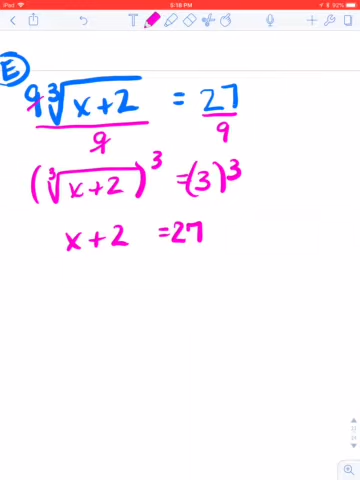 iPad 5:18 PM 92%
T
E
9∛(x+2) = 27
9 9
(∛(x+2))³ = (3)³
x+2 = 27